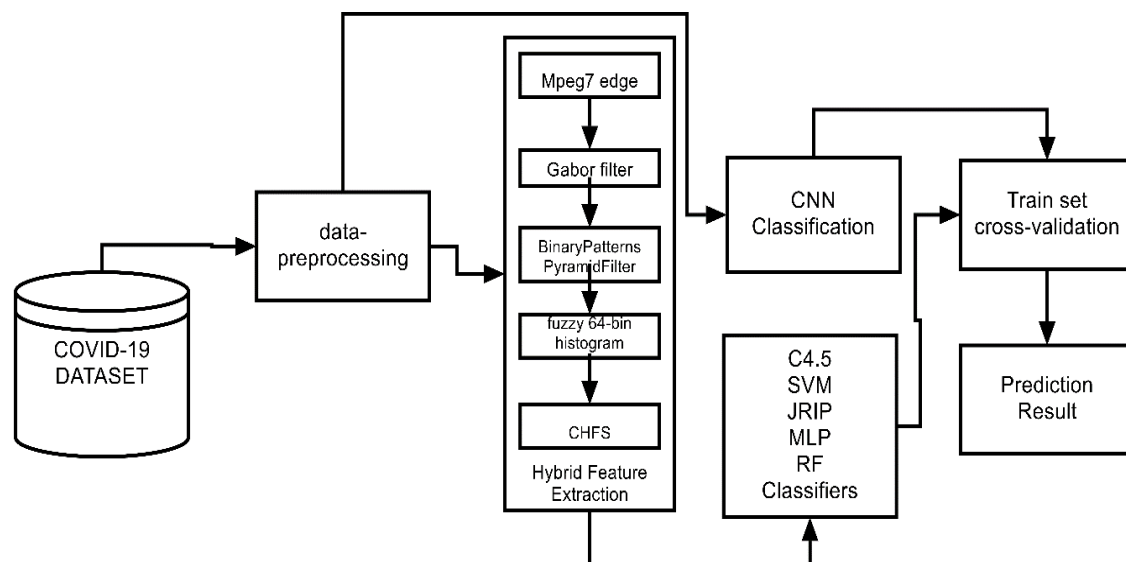 COVID-19
DATASET
data-
preprocessing
Mpeg7 edge
Gabor filter
BinaryPatterns
PyramidFilter
fuzzy 64-bin
histogram
CHFS
Hybrid Feature
Extraction
CNN
Classification
C4.5
SVM
JRIP
MLP
RF
Classifiers
Train set
cross-validation
Prediction
Result